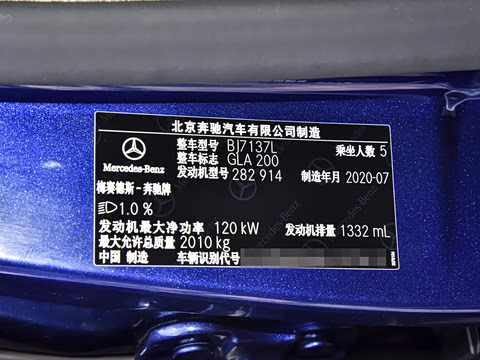 北京奔驰汽车有限公司制造
整车型号 BJ7137L 乘坐人数 5
整车标志 GLA 200
Mercedes-Benz
发动机型号 282 914 制造年月 2020-07
梅赛德斯-奔驰牌
1.0 %
发动机最大净功率 120 kW 发动机排量 1332 mL
最大允许总质量 2010 kg
中国 制造 车辆识别代号